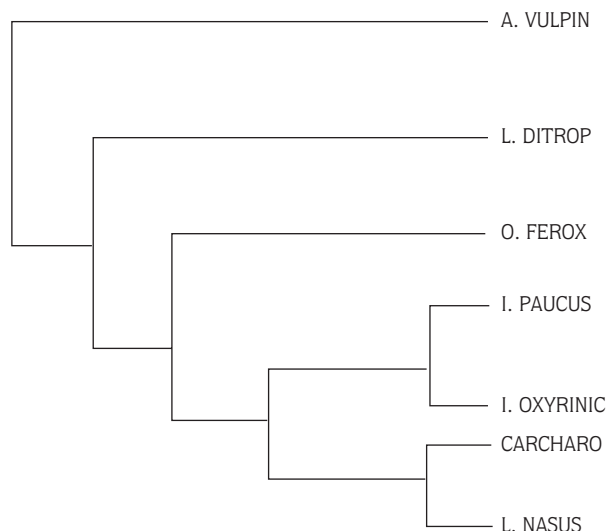 A. VULPIN
L. DITROP
O. FEROX
I. PAUCUS
I. OXYRINIC
CARCHARO
L. NASUS